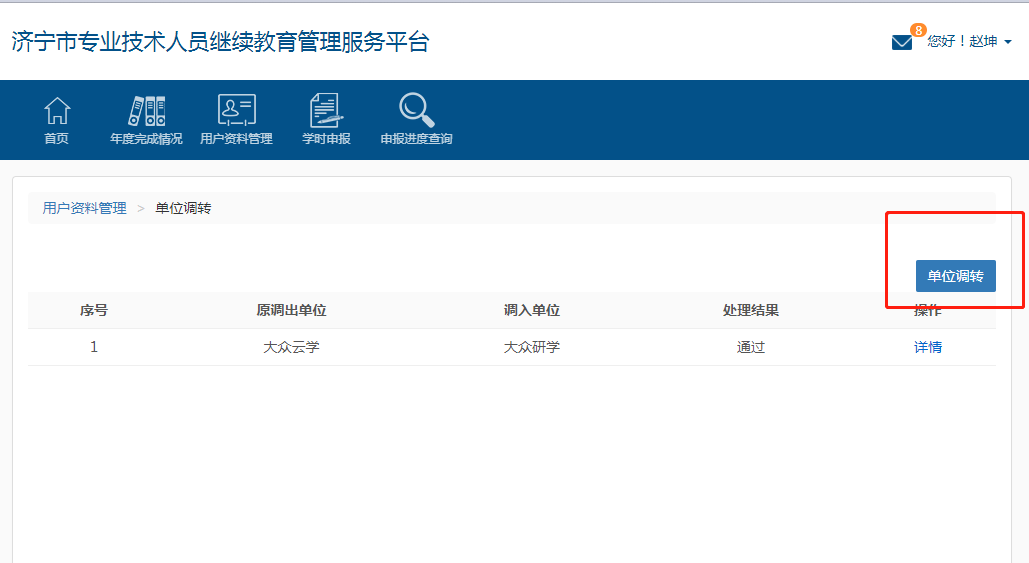 济宁市专业技术人员继续教育管理服务平台
8 您好！赵坤
首页 年度完成情况 用户资料管理 学时申报 申报进度查询
用户资料管理 > 单位调转
单位调转
序号 原调出单位 调入单位 处理结果 操作
1 大众云学 大众研学 通过 详情